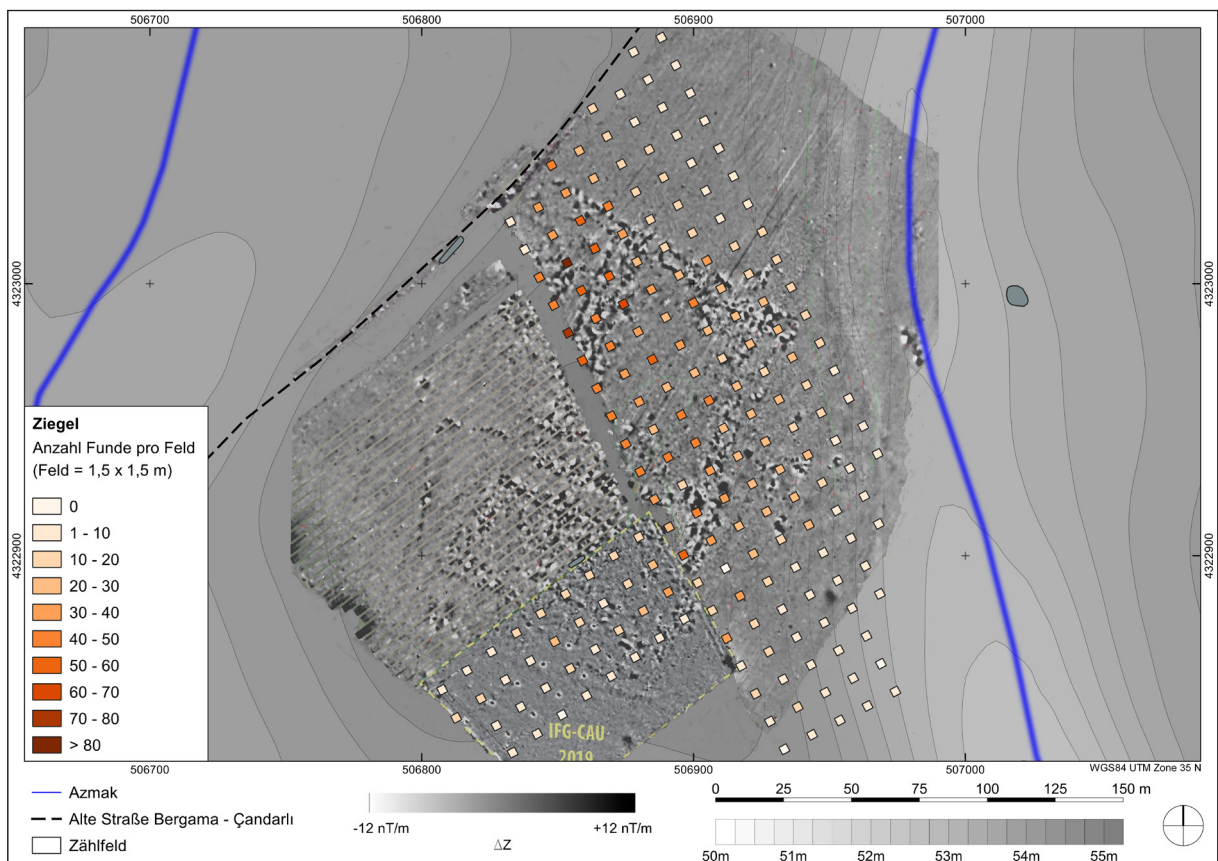 506700 506800 506900 507000
4323000 4323000
4322900 4322900
Ziegel
Anzahl Funde pro Feld
(Feld = 1,5 x 1,5 m)
0
1 - 10
10 - 20
20 - 30
30 - 40
40 - 50
50 - 60
60 - 70
70 - 80
> 80
IFG-CAU
2019
506700 506800 506900 507000
WGS84 UTM Zone 35 N
Azmak
Alte Straße Bergama - Çandarlı
Zählfeld
-12 nT/m +12 nT/m
ΔZ
0 25 50 75 100 125 150 m
50m 51m 52m 53m 54m 55m